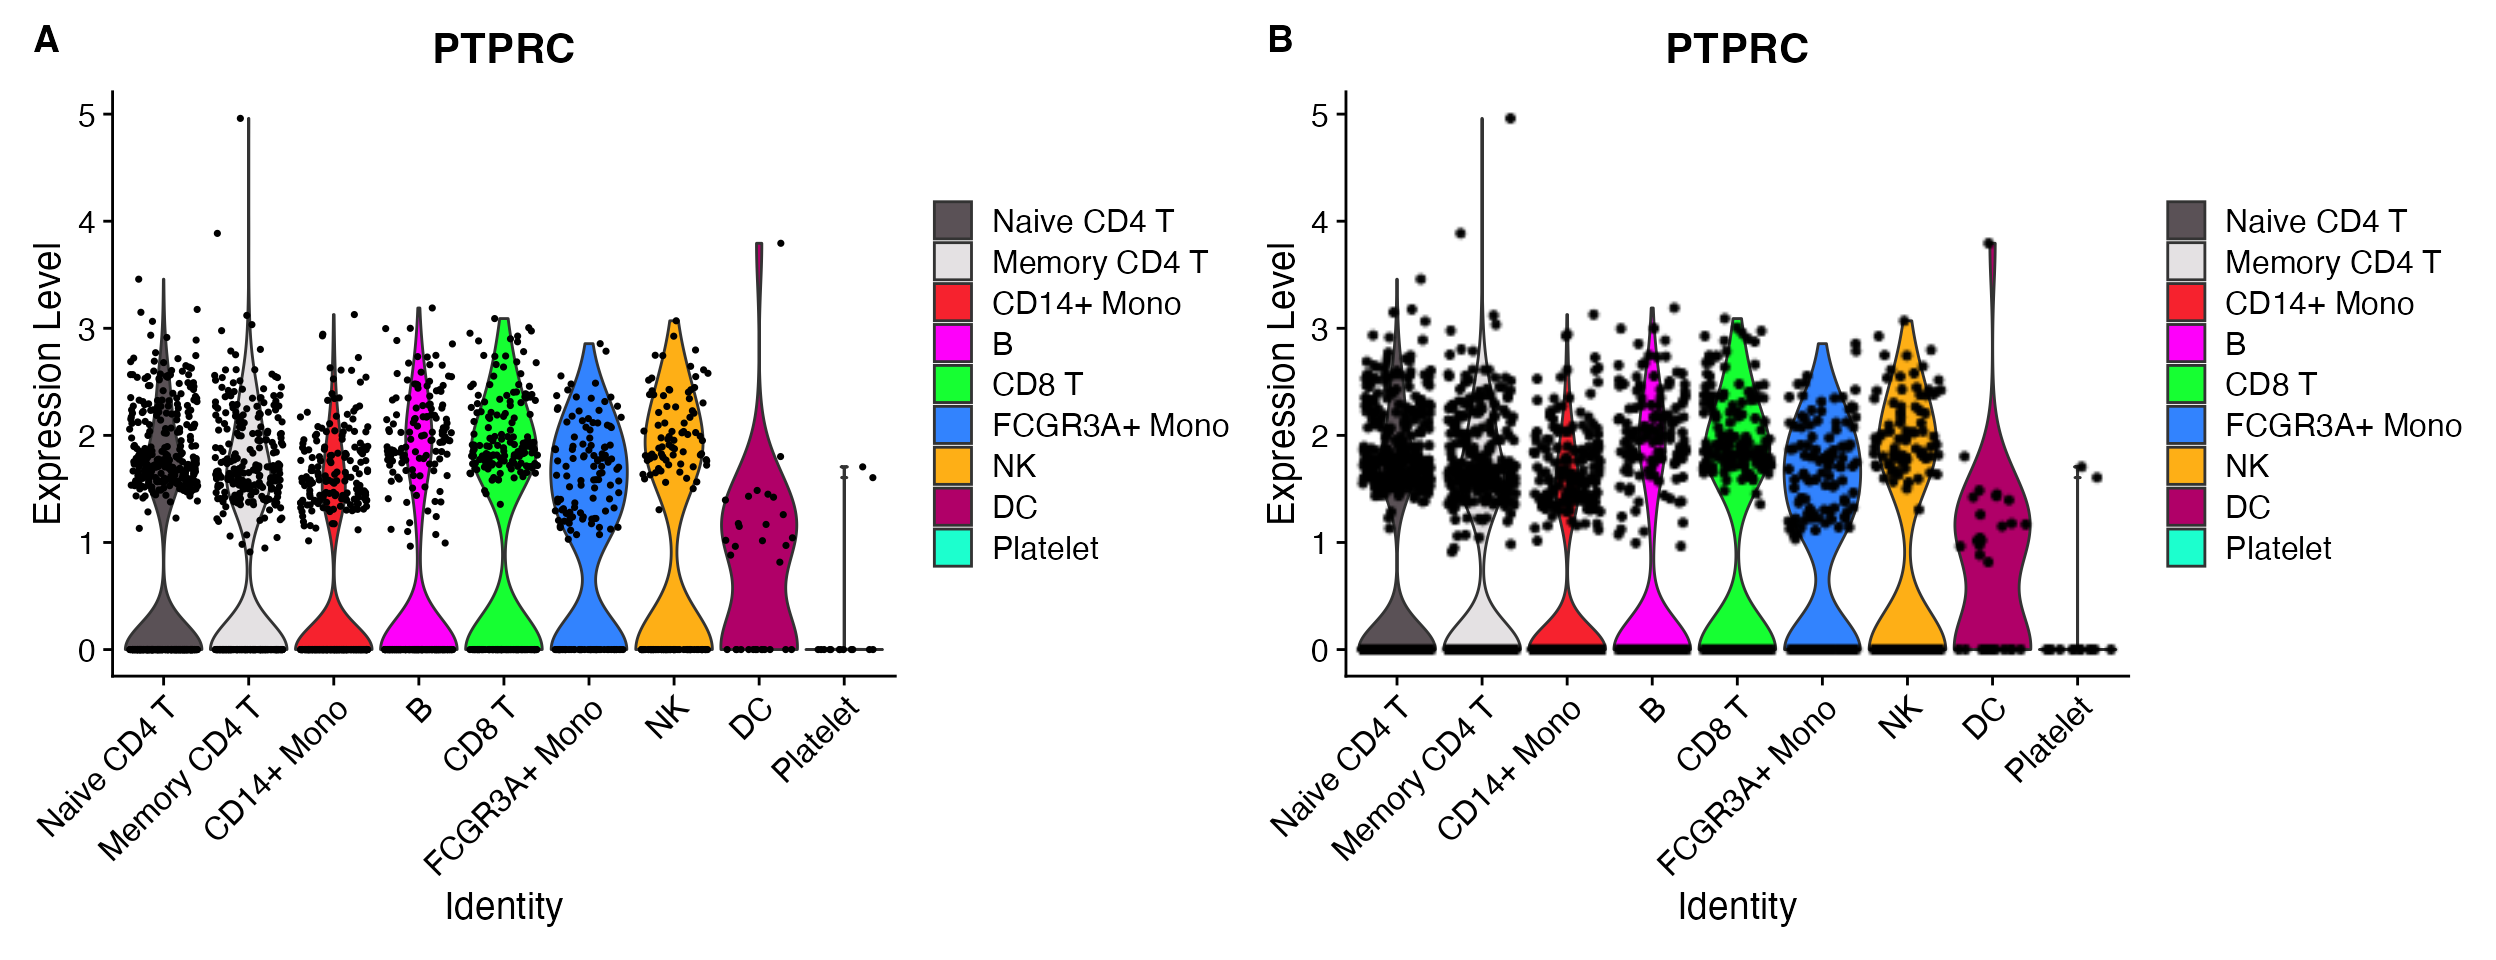 A
PTPRC
Expression Level
5
4
3
2
1
0
Naive CD4 T
Memory CD4 T
CD14+ Mono
B
CD8 T
FCGR3A+ Mono
NK
DC
Platelet
Identity
Naive CD4 T
Memory CD4 T
CD14+ Mono
B
CD8 T
FCGR3A+ Mono
NK
DC
Platelet
B
PTPRC
Expression Level
5
4
3
2
1
0
Naive CD4 T
Memory CD4 T
CD14+ Mono
B
CD8 T
FCGR3A+ Mono
NK
DC
Platelet
Identity
Naive CD4 T
Memory CD4 T
CD14+ Mono
B
CD8 T
FCGR3A+ Mono
NK
DC
Platelet